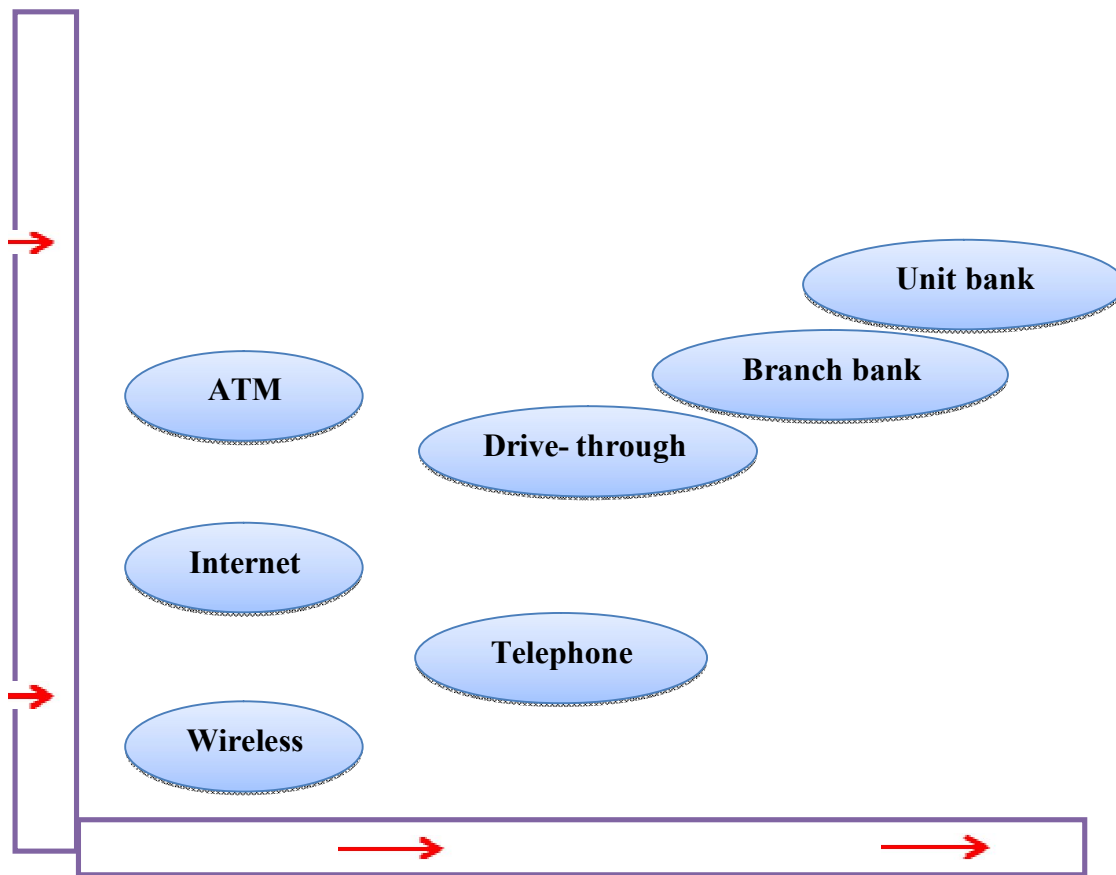 Unit bank
Branch bank
ATM
Drive- through
Internet
Telephone
Wireless